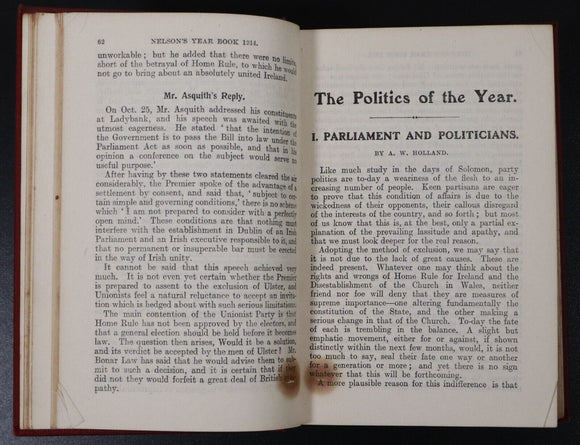 62 NELSON'S YEAR BOOK 1914.
unworkable; but he added that there were no limits,
short of the betrayal of Home Rule, to which he would
not go to bring about an absolutely united Ireland.
Mr. Asquith's Reply.
On Oct. 25, Mr. Asquith addressed his constituents
at Ladybank, and his speech was awaited with the
utmost eagerness. He stated 'that the intention of
the Government is to pass the Bill into law under the
Parliament Act as soon as possible, and that in his
opinion a conference on the subject would serve no
useful purpose.'
After having by these two statements cleared the air
considerably, the Premier spoke of the advantage of a
settlement by consent, and said that, 'subject to cer-
tain simple and governing conditions,' there is no scheme
which 'I am not prepared to consider with a perfectly
open mind.' These conditions are that nothing must
interfere with the establishment in Dublin of an Irish
Parliament and an Irish executive responsible to it, and
that no permanent or insuperable bar must be erected
in the way of Irish unity.
It cannot be said that this speech achieved very
much. It is not even yet certain whether the Premier
is prepared to assent to the exclusion of Ulster, and
Unionists feel a natural reluctance to accept an invita-
tion which is hedged about with such serious limitations.
The main contention of the Unionist Party is that
Home Rule has not been approved by the electors, and
that a general election should be held before it becomes
law. The question then arises, Would it be a solution,
and its verdict be accepted by the men of Ulster? Mr.
Bonar Law has said that he would advise them to sub-
mit to such a decision, and it is certain that if they
did not they would forfeit a great deal of British sym-
pathy.
The Politics of the Year.
I. PARLIAMENT AND POLITICIANS.
BY A. W. HOLLAND.
Like much study in the days of Solomon, party
politics are to-day a weariness of the flesh to an in-
creasing number of people. Keen partisans are eager
to prove that this condition of affairs is due to the
wickedness of their opponents, their callous disregard
of the interests of the country, and so forth; but most
of us know that this is, at the best, only a partial ex-
planation of the prevailing lassitude and apathy, and
that we must look deeper for the real reason.
Adopting the method of exclusion, we may say that
it is not due to the lack of great causes. These are
indeed present. Whatever one may think about the
rights and wrongs of Home Rule for Ireland and the
Disestablishment of the Church in Wales, neither
friend nor foe will deny that they are measures of
supreme importance—one altering fundamentally the
constitution of the State, and the other making a
serious change in that of the Church. To-day the fate
of each is trembling in the balance. A slight but
emphatic movement, either for or against, if shown
distinctly within the next few months, would, it is not
too much to say, seal their fate one way or another
for a generation or more; and yet there is no sign
whatever that this will be forthcoming.
A more plausible reason for this indifference is that